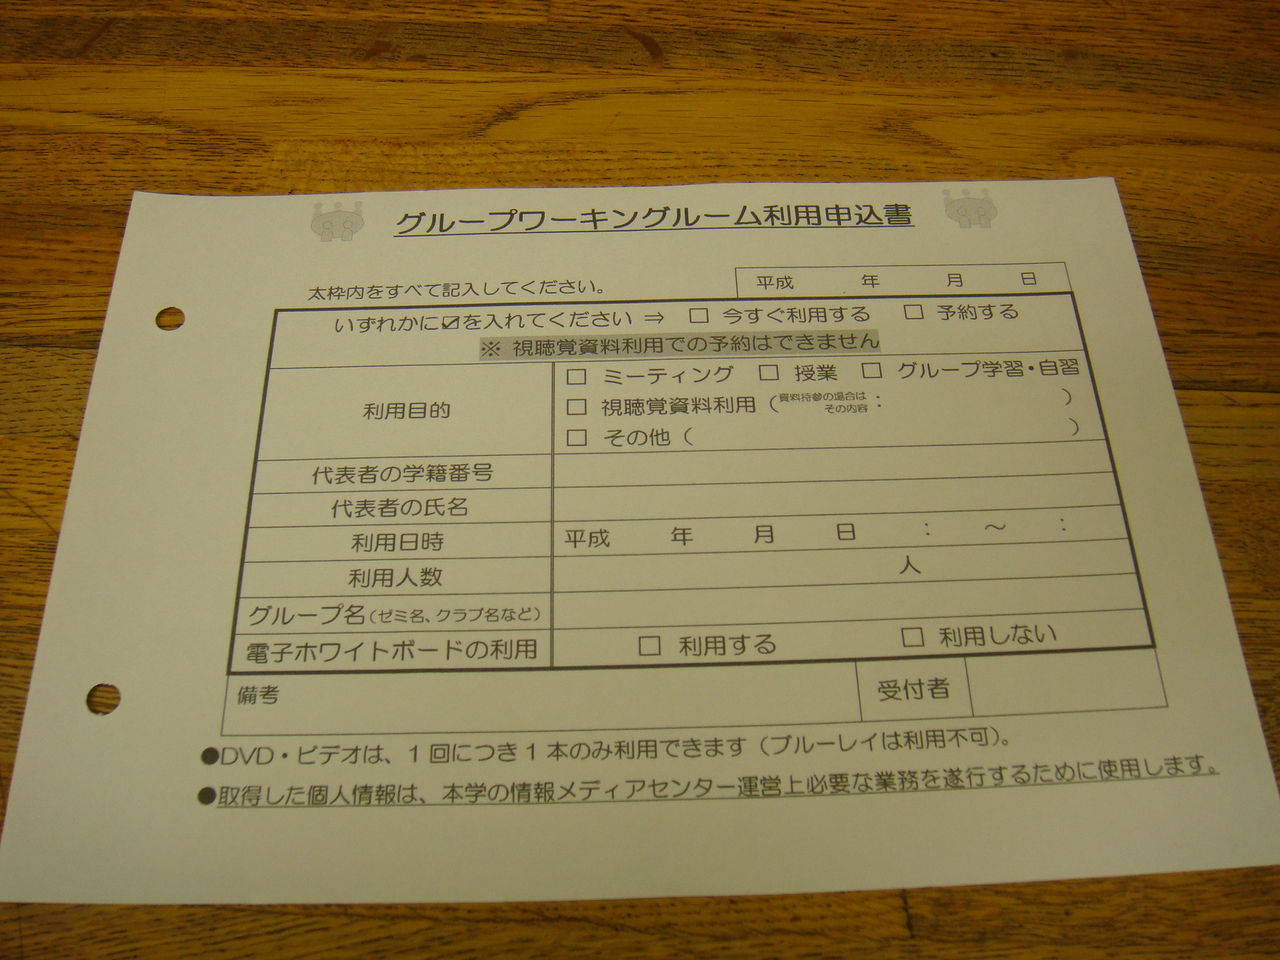 グループワーキングルーム利用申込書
太枠内をすべて記入してください。
平成 年 月 日
いずれかに☑を入れてください ⇒ □ 今すぐ利用する □ 予約する
※ 視聴覚資料利用での予約はできません
利用目的
□ ミーティング □ 授業 □ グループ学習・自習
□ 視聴覚資料利用 (資料持参の場合はその内容: )
□ その他 ( )
代表者の学籍番号
代表者の氏名
利用日時 平成 年 月 日 : ~ :
利用人数 人
グループ名(ゼミ名、クラブ名など)
電子ホワイトボードの利用 □ 利用する □ 利用しない
備考 受付者
●DVD・ビデオは、1回につき1本のみ利用できます(ブルーレイは利用不可)。
●取得した個人情報は、本学の情報メディアセンター運営上必要な業務を遂行するために使用します。